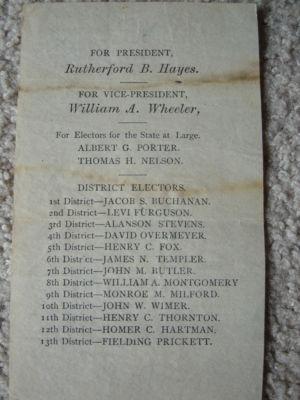 FOR PRESIDENT,
Rutherford B. Hayes.
FOR VICE-PRESIDENT,
William A. Wheeler,
For Electors for the State at Large.
ALBERT G. PORTER.
THOMAS H. NELSON.
DISTRICT ELECTORS.
1st District—JACOB S. BUCHANAN.
2nd District—LEVI FURGUSON.
3rd District—ALANSON STEVENS.
4th District—DAVID OVERMEYER.
5th District—HENRY C. FOX.
6th District—JAMES N. TEMPLER.
7th District—JOHN M. BUTLER.
8th District—WILLIAM A. MONTGOMERY
9th District—MONROE M. MILFORD.
10th District—JOHN W. WIMER.
11th District—HENRY C. THORNTON.
12th District—HOMER C. HARTMAN.
13th District—FIELDING PRICKETT.